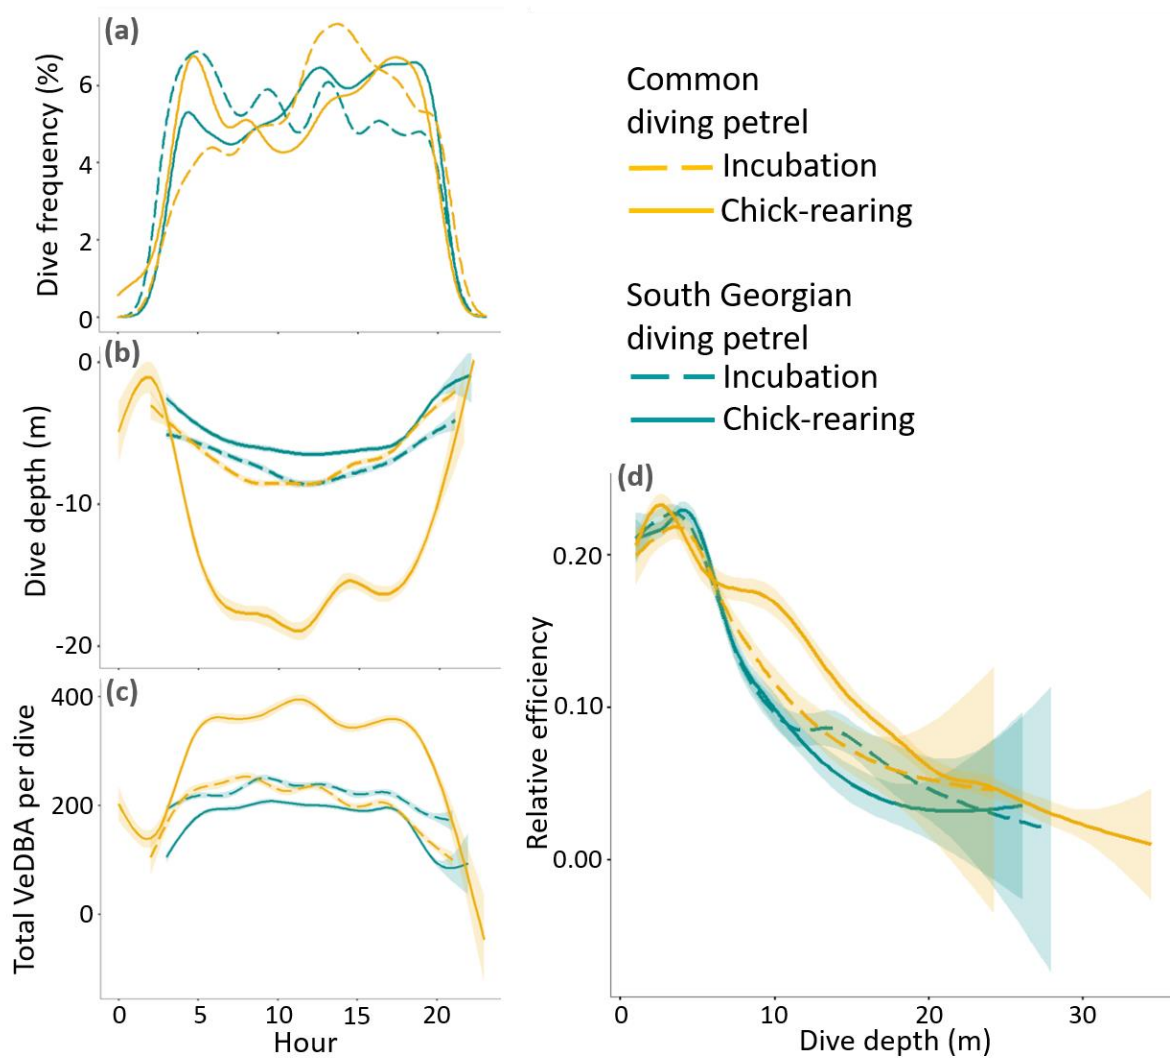 (a)
Dive frequency (%)
6
4
2
0
(b)
Dive depth (m)
0
-10
-20
(c)
Total VeDBA per dive
400
200
0
0 5 10 15 20
Hour
Common
diving petrel
Incubation
Chick-rearing
South Georgian
diving petrel
Incubation
Chick-rearing
(d)
Relative efficiency
0.20
0.10
0.00
0 10 20 30
Dive depth (m)